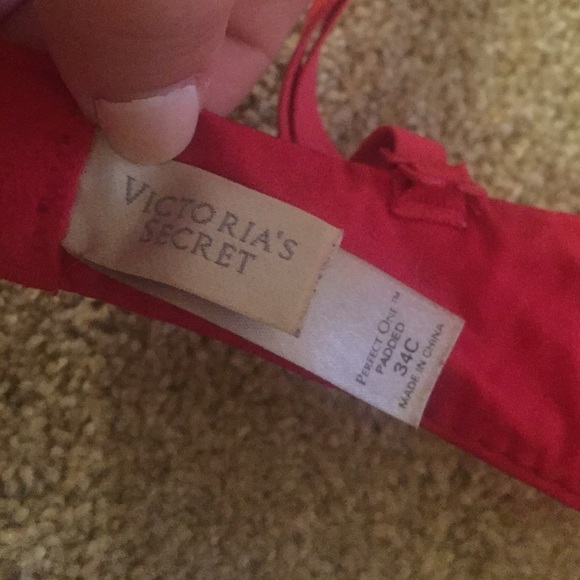 VICTORIA'S
SECRET
PERFECT ONE™
PADDED
34C
MADE IN CHINA